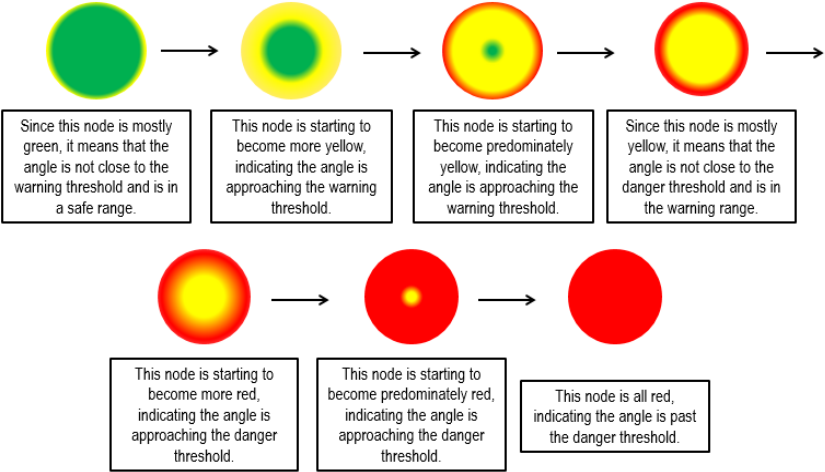 Since this node is mostly
green, it means that the
angle is not close to the
warning threshold and is in
a safe range.
This node is starting to
become more yellow,
indicating the angle is
approaching the warning
threshold.
This node is starting to
become predominately
yellow, indicating the
angle is approaching the
warning threshold.
Since this node is mostly
yellow, it means that the
angle is not close to the
danger threshold and is in
the warning range.
This node is starting to
become more red,
indicating the angle is
approaching the danger
threshold.
This node is starting to
become predominately red,
indicating the angle is
approaching the danger
threshold.
This node is all red,
indicating the angle is past
the danger threshold.